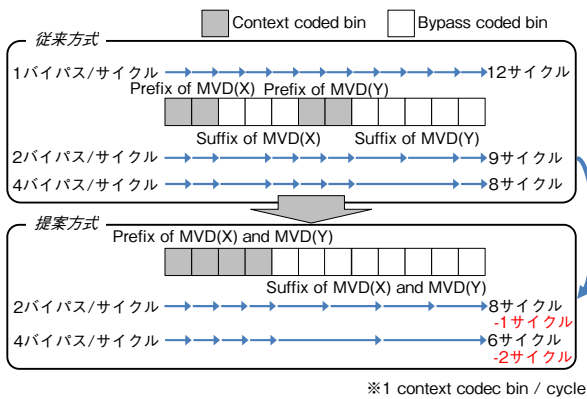 Context coded bin Bypass coded bin
従来方式
1バイパス/サイクル 12サイクル
Prefix of MVD(X) Prefix of MVD(Y)
Suffix of MVD(X) Suffix of MVD(Y)
2バイパス/サイクル 9サイクル
4バイパス/サイクル 8サイクル
提案方式
Prefix of MVD(X) and MVD(Y)
Suffix of MVD(X) and MVD(Y)
2バイパス/サイクル 8サイクル
-1サイクル
4バイパス/サイクル 6サイクル
-2サイクル
※1 context codec bin / cycle